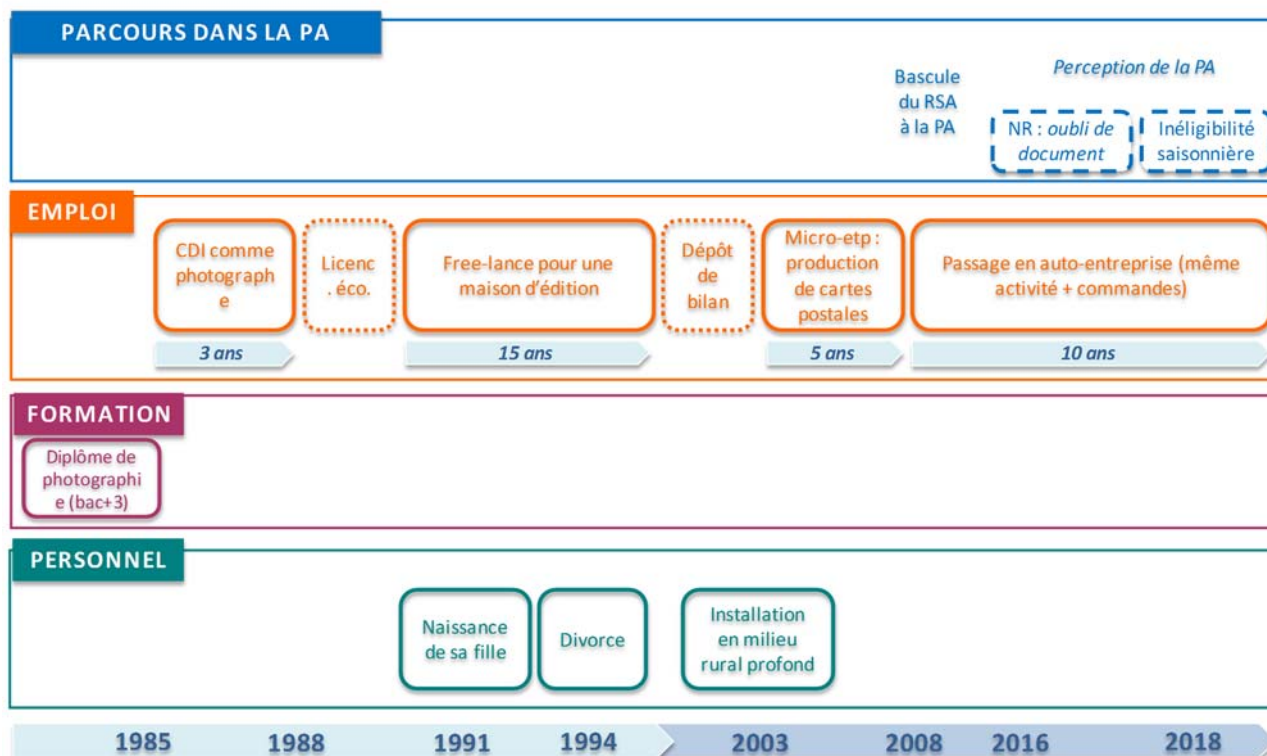 PARCOURS DANS LA PA
Bascule
du RSA
à la PA
Perception de la PA
NR : oubli de
document
Inéligibilité
saisonnière
EMPLOI
CDI comme
photograph
e
Licenc
. éco.
Free-lance pour une
maison d'édition
Dépôt
de
bilan
Micro-etp :
production
de cartes
postales
Passage en auto-entreprise (même
activité + commandes)
3 ans
15 ans
5 ans
10 ans
FORMATION
Diplôme de
photographi
e (bac+3)
PERSONNEL
Naissance
de sa fille
Divorce
Installation
en milieu
rural profond
1985 1988 1991 1994 2003 2008 2016 2018